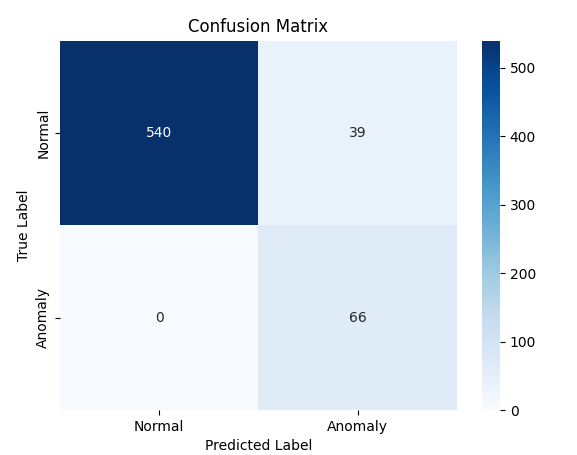 Confusion Matrix
True Label
Normal
Anomaly
540
39
0
66
Normal
Anomaly
Predicted Label
500
400
300
200
100
0